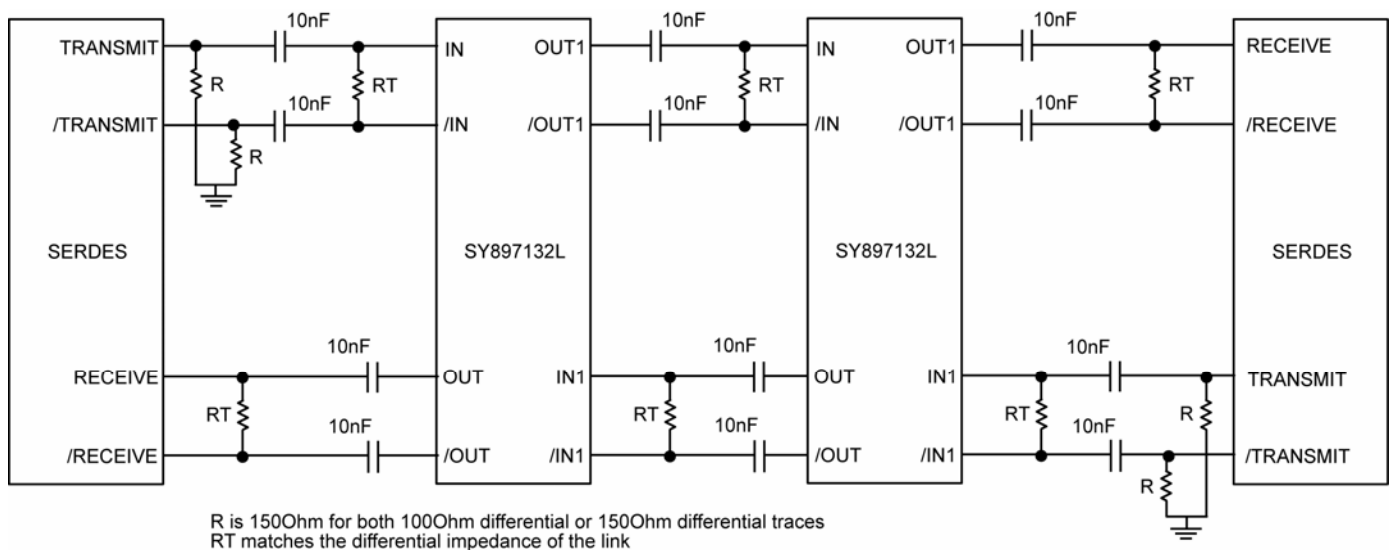 10nF 10nF 10nF
TRANSMIT IN OUT1 IN OUT1 RECEIVE
R 10nF RT 10nF RT 10nF RT
/TRANSMIT /IN /OUT1 /IN /OUT1 /RECEIVE
R
SERDES SY897132L SY897132L SERDES
10nF 10nF 10nF
RECEIVE OUT IN1 OUT IN1 TRANSMIT
RT 10nF RT 10nF RT 10nF R
/RECEIVE /OUT /IN1 /OUT /IN1 /TRANSMIT
R
R is 150Ohm for both 100Ohm differential or 150Ohm differential traces
RT matches the differential impedance of the link